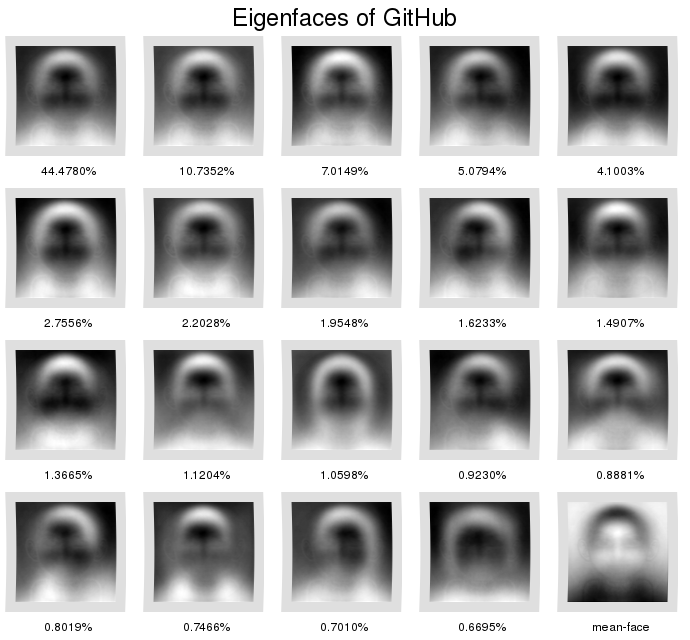 Eigenfaces of GitHub
44.4780% 10.7352% 7.0149% 5.0794% 4.1003%
2.7556% 2.2028% 1.9548% 1.6233% 1.4907%
1.3665% 1.1204% 1.0598% 0.9230% 0.8881%
0.8019% 0.7466% 0.7010% 0.6695% mean-face